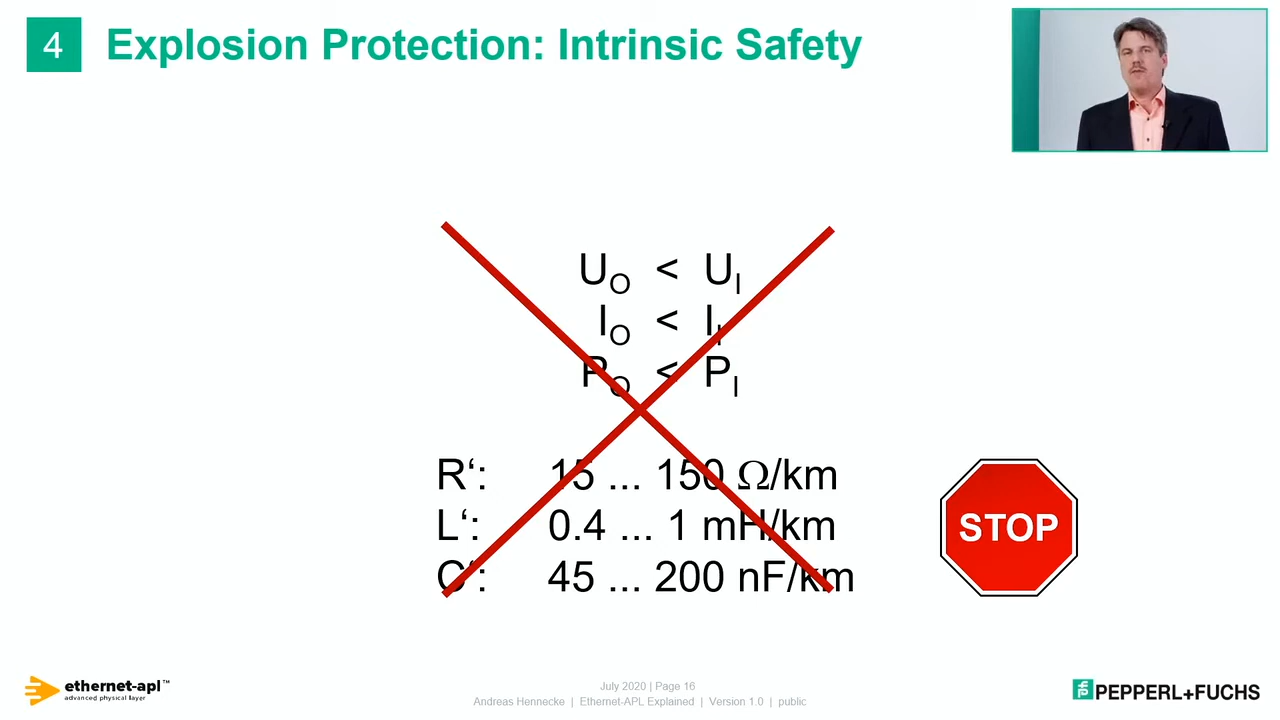 4 Explosion Protection: Intrinsic Safety
UO < UI
IO < II
PO < PI
R‘: 15 ... 150 Ω/km
L‘: 0.4 ... 1 mH/km
C‘: 45 ... 200 nF/km
STOP
ethernet-apl™
advanced physical layer
July 2020 | Page 16
Andreas Hennecke | Ethernet-APL Explained | Version 1.0 | public
PEPPERL+FUCHS